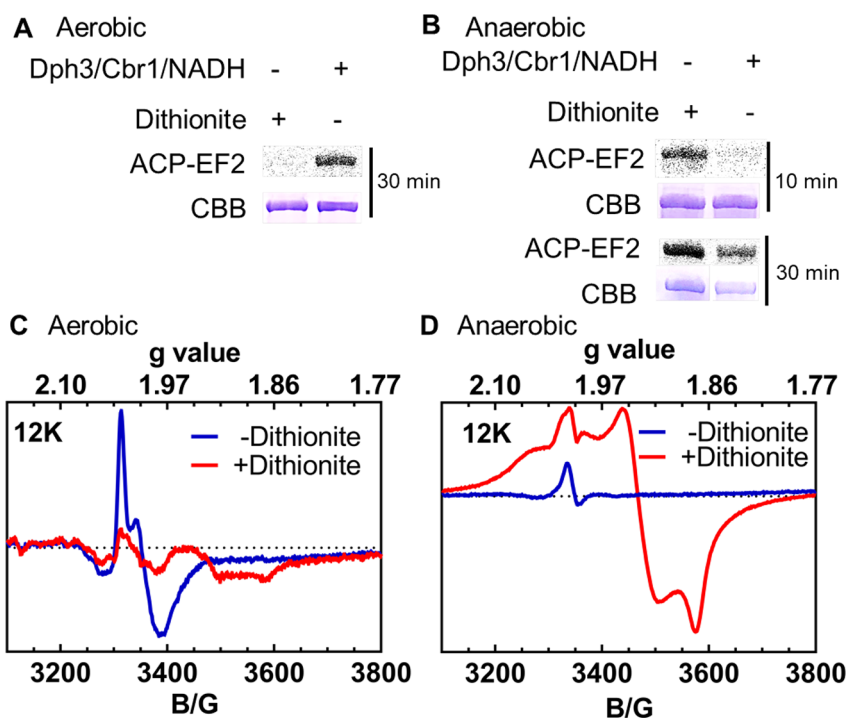 A Aerobic
Dph3/Cbr1/NADH - +
Dithionite + -
ACP-EF2
30 min
CBB
B Anaerobic
Dph3/Cbr1/NADH - +
Dithionite + -
ACP-EF2
10 min
CBB
ACP-EF2
30 min
CBB
C Aerobic
g value
2.10 1.97 1.86 1.77
12K
-Dithionite
+Dithionite
3200 3400 3600 3800
B/G
D Anaerobic
g value
2.10 1.97 1.86 1.77
12K
-Dithionite
+Dithionite
3200 3400 3600 3800
B/G